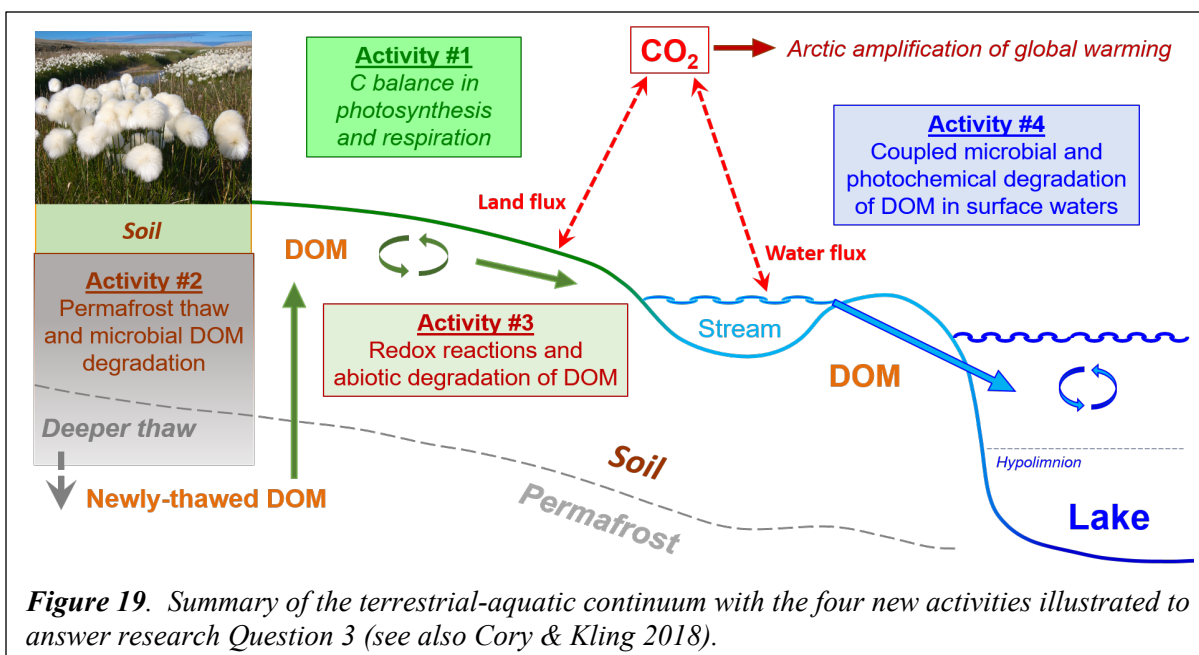 Activity #1
C balance in
photosynthesis
and respiration
CO2
Arctic amplification of global warming
Activity #4
Coupled microbial and
photochemical degradation
of DOM in surface waters
Land flux
Water flux
Soil
DOM
Activity #2
Permafrost thaw
and microbial DOM
degradation
Activity #3
Redox reactions and
abiotic degradation of DOM
Stream
DOM
Deeper thaw
Newly-thawed DOM
Soil
Permafrost
Hypolimnion
Lake
Figure 19. Summary of the terrestrial-aquatic continuum with the four new activities illustrated to
answer research Question 3 (see also Cory & Kling 2018).